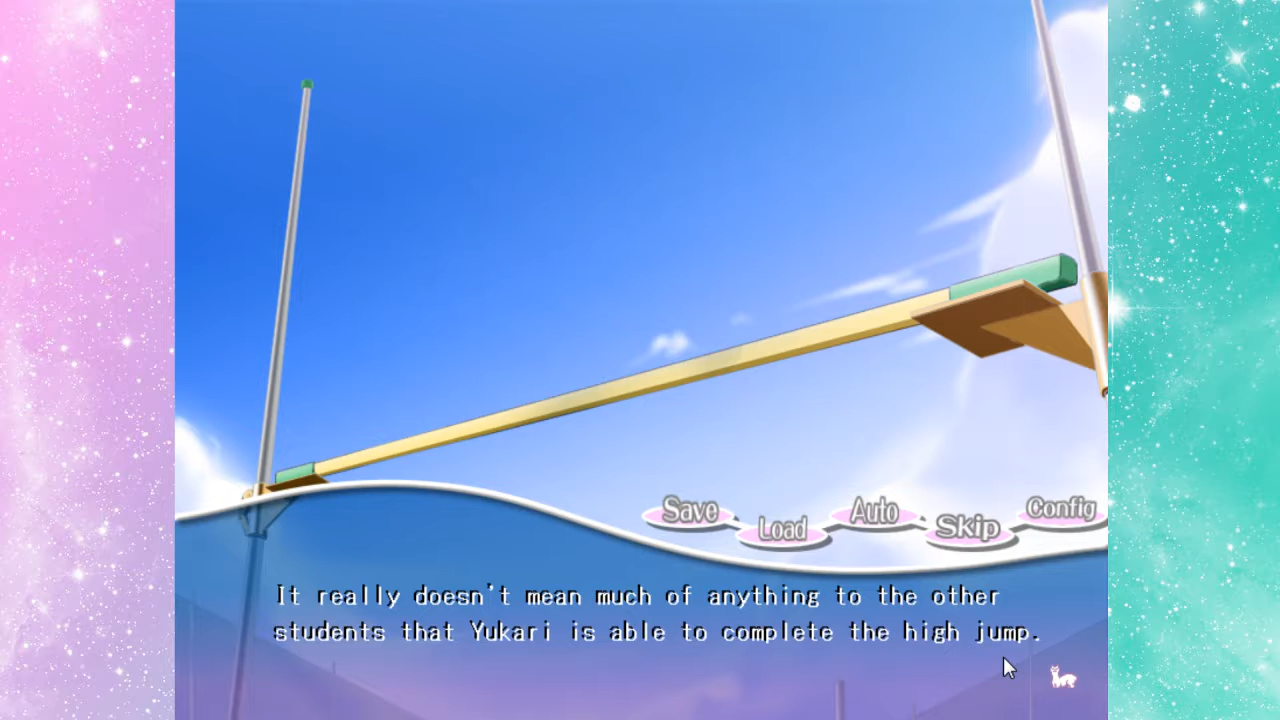 Save
Load
Auto
Skip
Config
It really doesn't mean much of anything to the other
students that Yukari is able to complete the high jump.